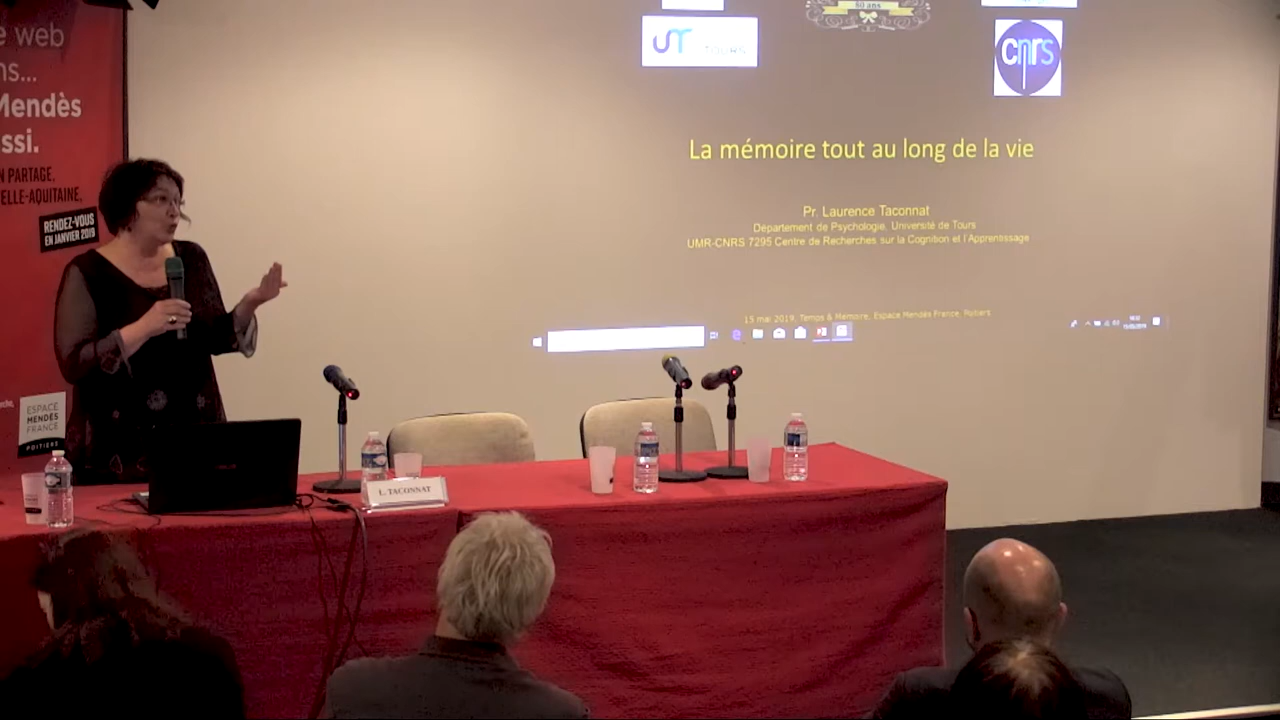 e web
ns...
Mendès
ssi.
N PARTAGE,
ELLE-AQUITAINE,
RENDEZ-VOUS
EN JANVIER 2019
erche,
ESPACE
MENDÈS
FRANCE
POITIERS
80 ans
TOURS
cnrs
La mémoire tout au long de la vie
Pr. Laurence Taconnat
Département de Psychologie, Université de Tours
UMR-CNRS 7295 Centre de Recherches sur la Cognition et l'Apprentissage
15 mai 2019, Temps & Mémoire, Espace Mendès France, Poitiers
L. TACONNAT